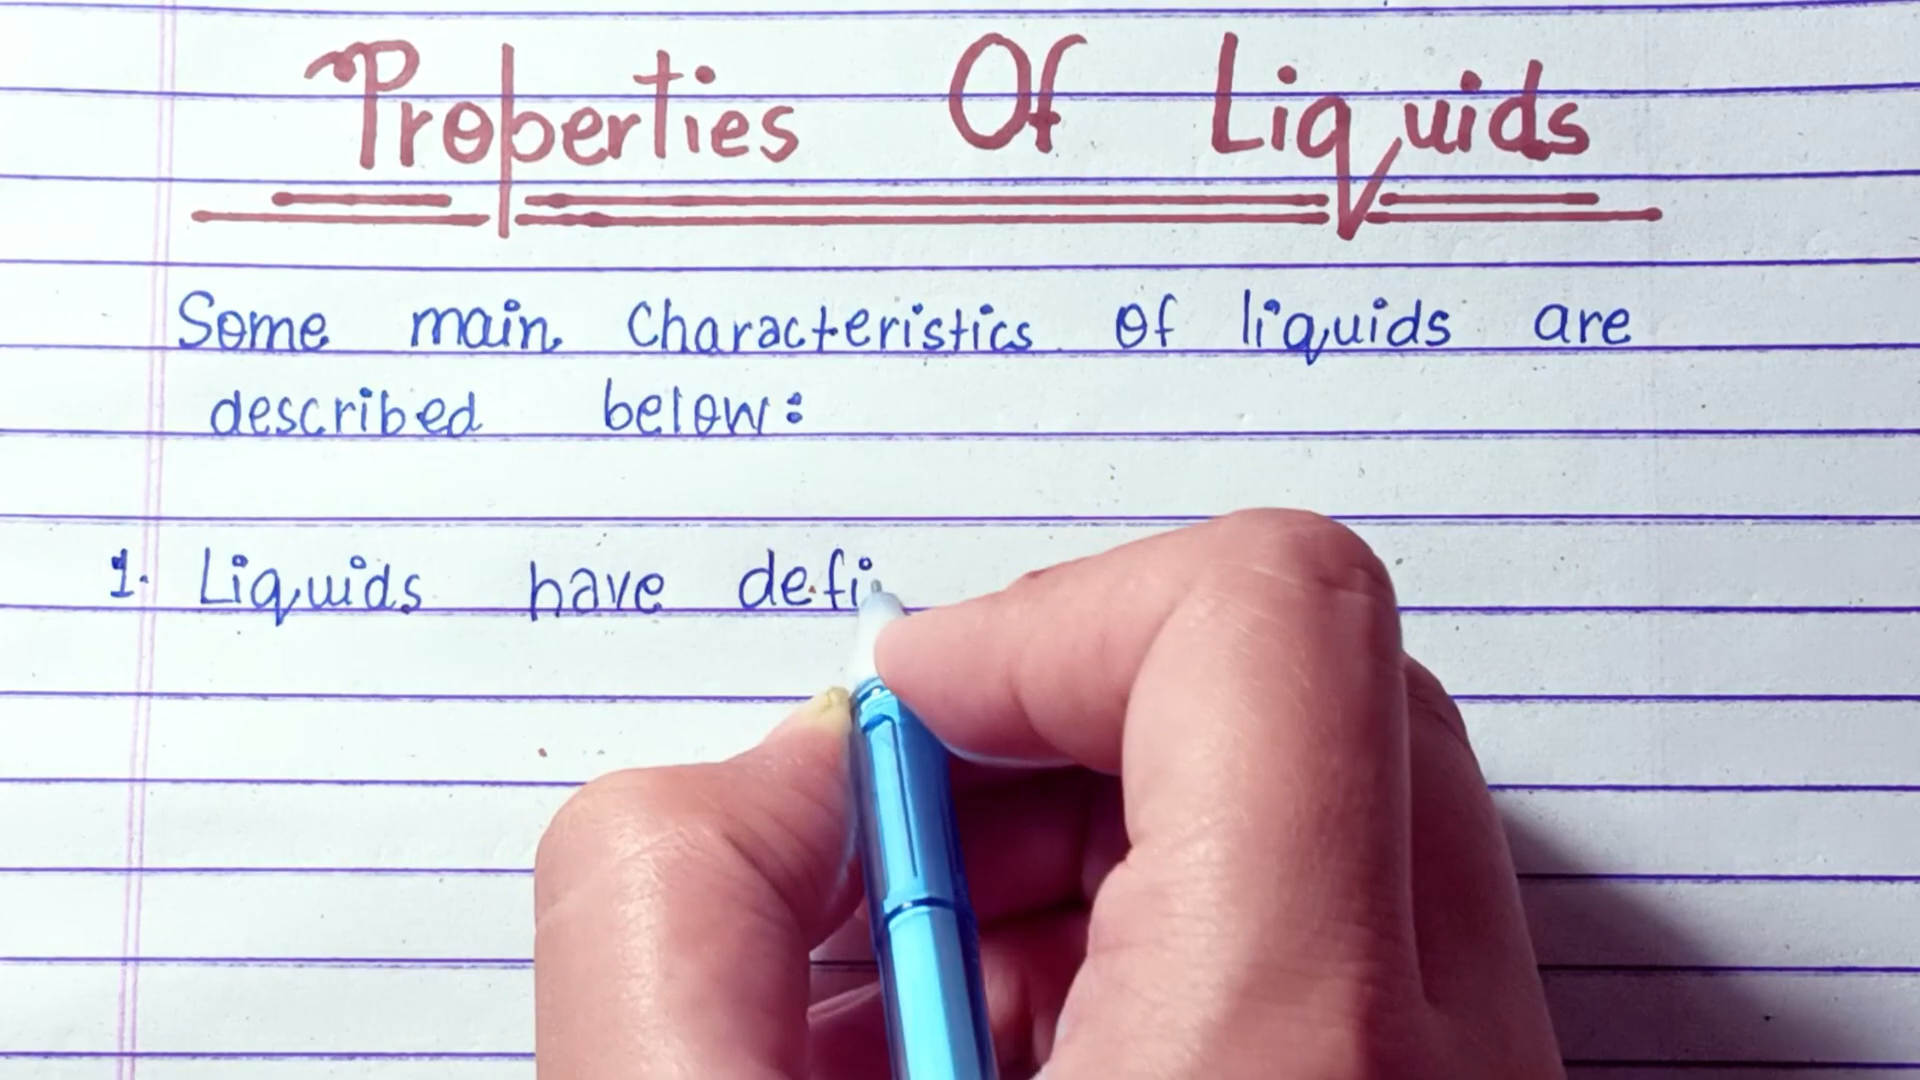 Properties Of Liquids
Some main Characteristics Of liquids are
described below:
1. Liquids have defi